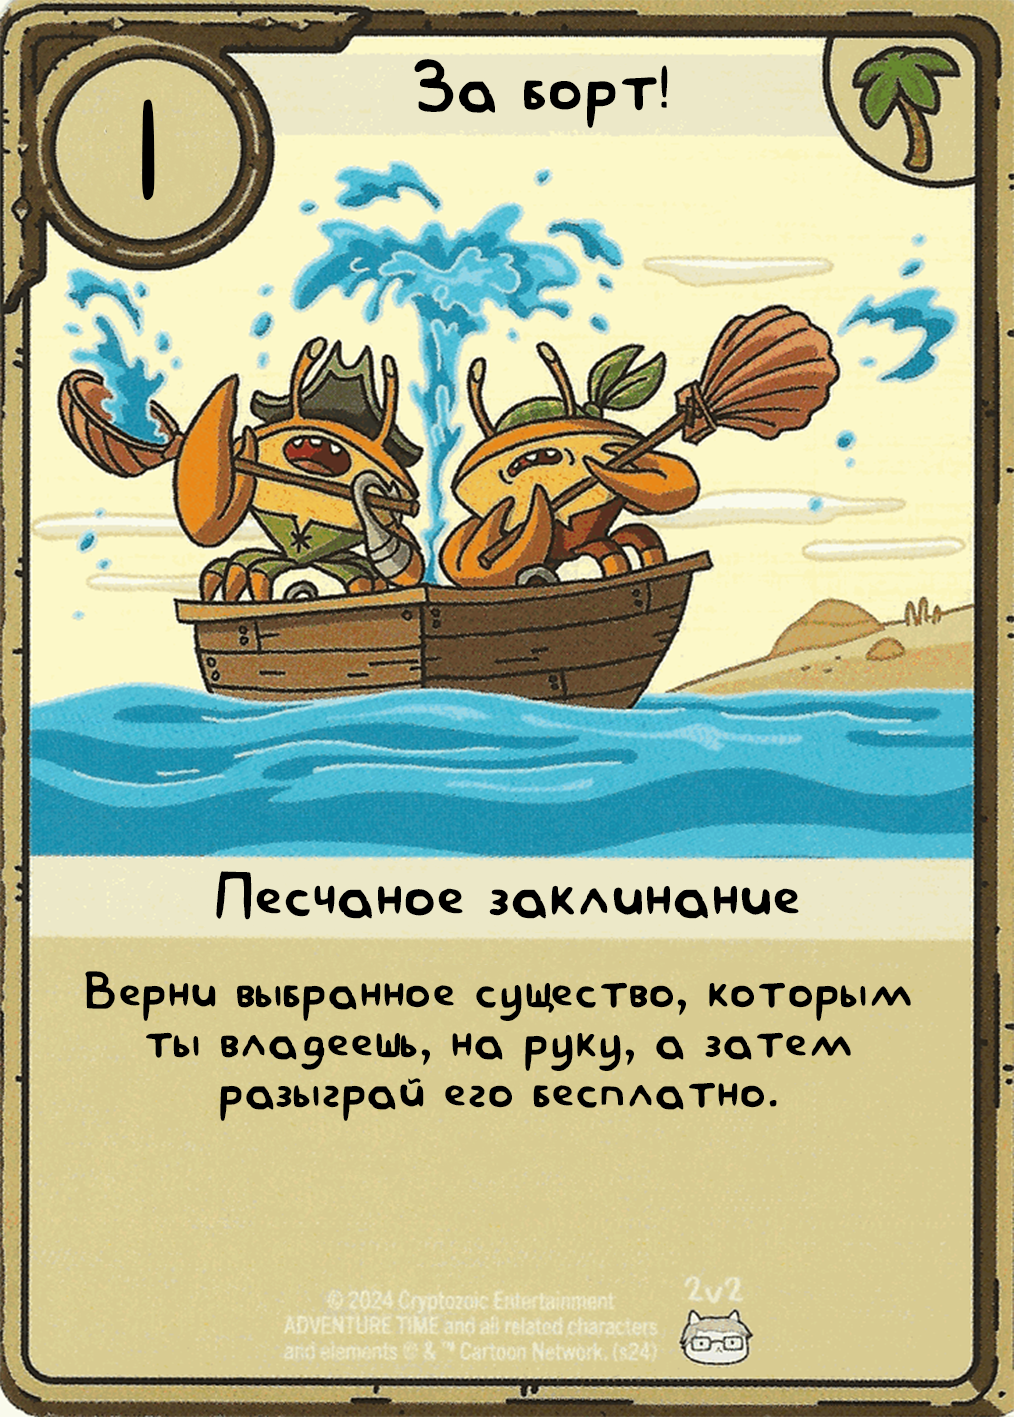 1
За борт!
Песчаное заклинание
Верни выбранное существо, которым
ты владеешь, на руку, а затем
разыграй его бесплатно.
2v2
© 2024 Cryptozoic Entertainment
ADVENTURE TIME and all related characters
and elements © & ™ Cartoon Network. (s24)